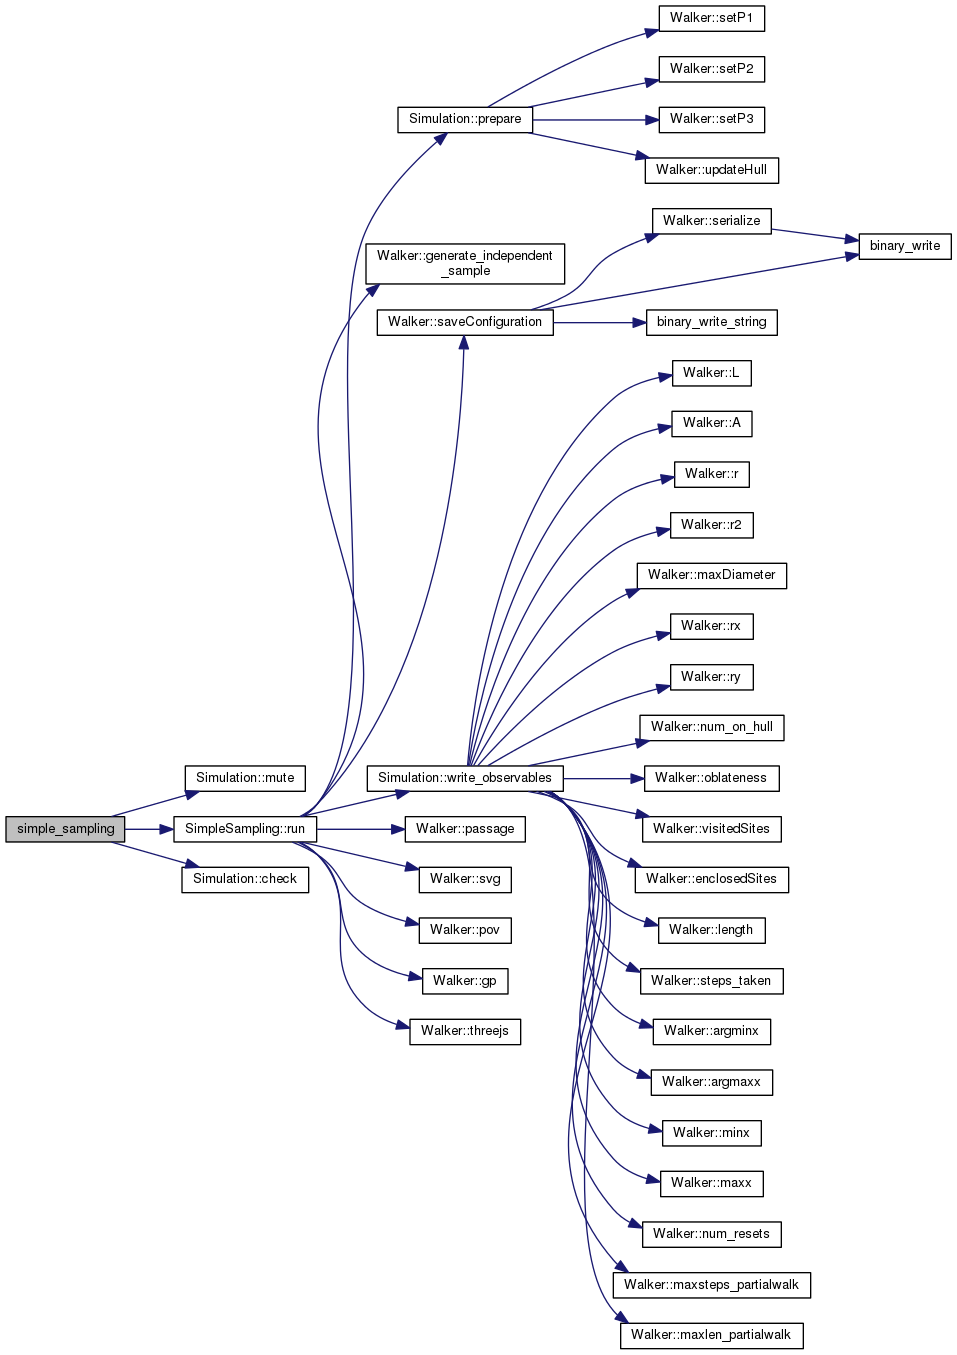 Walker::setP1
Walker::setP2
Simulation::prepare
Walker::setP3
Walker::updateHull
Walker::serialize
binary_write
Walker::generate_independent
_sample
Walker::saveConfiguration
binary_write_string
Walker::L
Walker::A
Walker::r
Walker::r2
Walker::maxDiameter
Walker::rx
Walker::ry
Walker::num_on_hull
Simulation::mute
Simulation::write_observables
Walker::oblateness
simple_sampling
SimpleSampling::run
Walker::passage
Walker::visitedSites
Simulation::check
Walker::svg
Walker::enclosedSites
Walker::pov
Walker::length
Walker::gp
Walker::steps_taken
Walker::threejs
Walker::argminx
Walker::argmaxx
Walker::minx
Walker::maxx
Walker::num_resets
Walker::maxsteps_partialwalk
Walker::maxlen_partialwalk